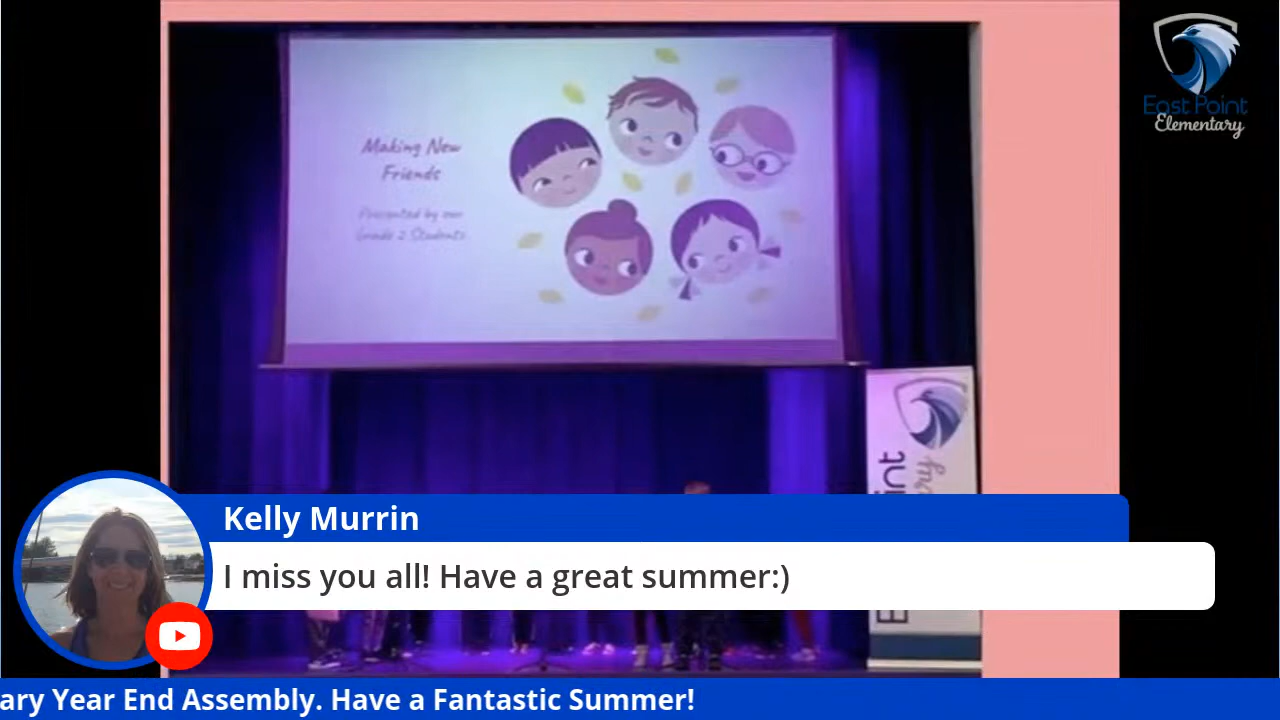 East Point
Elementary
Making New
Friends
Presented by our
Grade 2 Students
Kelly Murrin
I miss you all! Have a great summer:)
ary Year End Assembly. Have a Fantastic Summer!